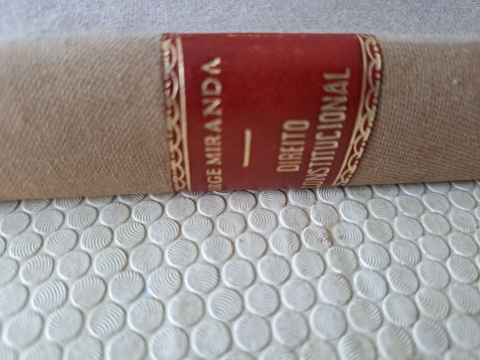 RGE MIRANDA
DIREITO
NSTITUCIONAL